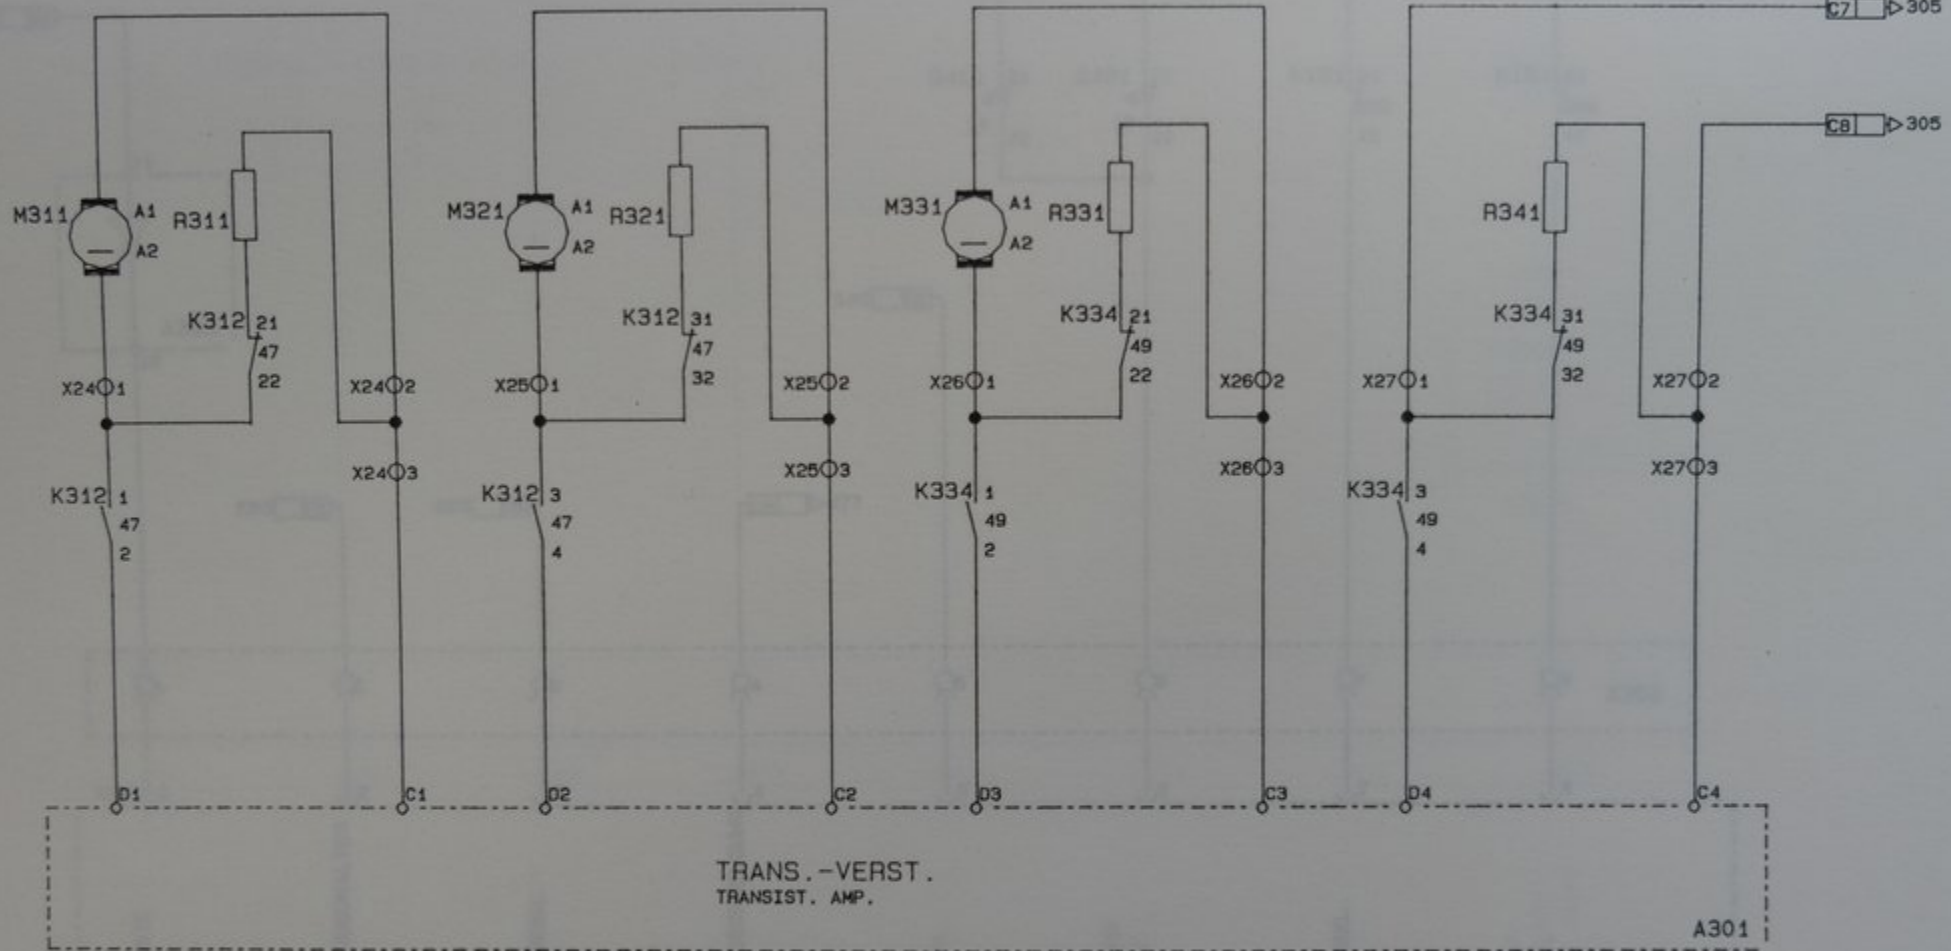 C7 305
C8 305
M311 A1 R311
A2
M321 A1 R321
A2
M331 A1 R331
A2
R341
K312 21
47
22
K312 31
47
32
K334 21
49
22
K334 31
49
32
X24 1 X24 2 X25 1 X25 2 X26 1 X26 2 X27 1 X27 2
X24 3 X25 3 X26 3 X27 3
K312 1
47
2
K312 3
47
4
K334 1
49
2
K334 3
49
4
D1 C1 D2 C2 D3 C3 D4 C4
TRANS.-VERST.
TRANSIST. AMP.
A301